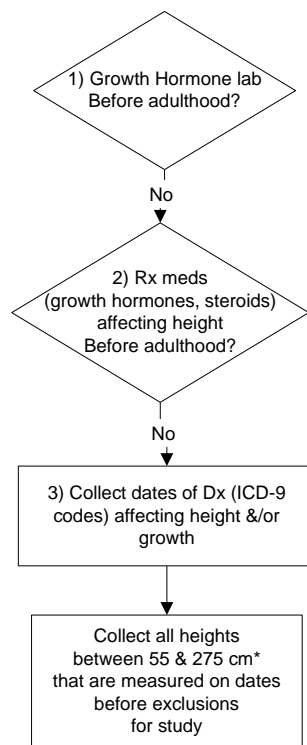 1) Growth Hormone lab
Before adulthood?
No
2) Rx meds
(growth hormones, steroids)
affecting height
Before adulthood?
No
3) Collect dates of Dx (ICD-9
codes) affecting height &/or
growth
Collect all heights
between 55 & 275 cm*
that are measured on dates
before exclusions
for study